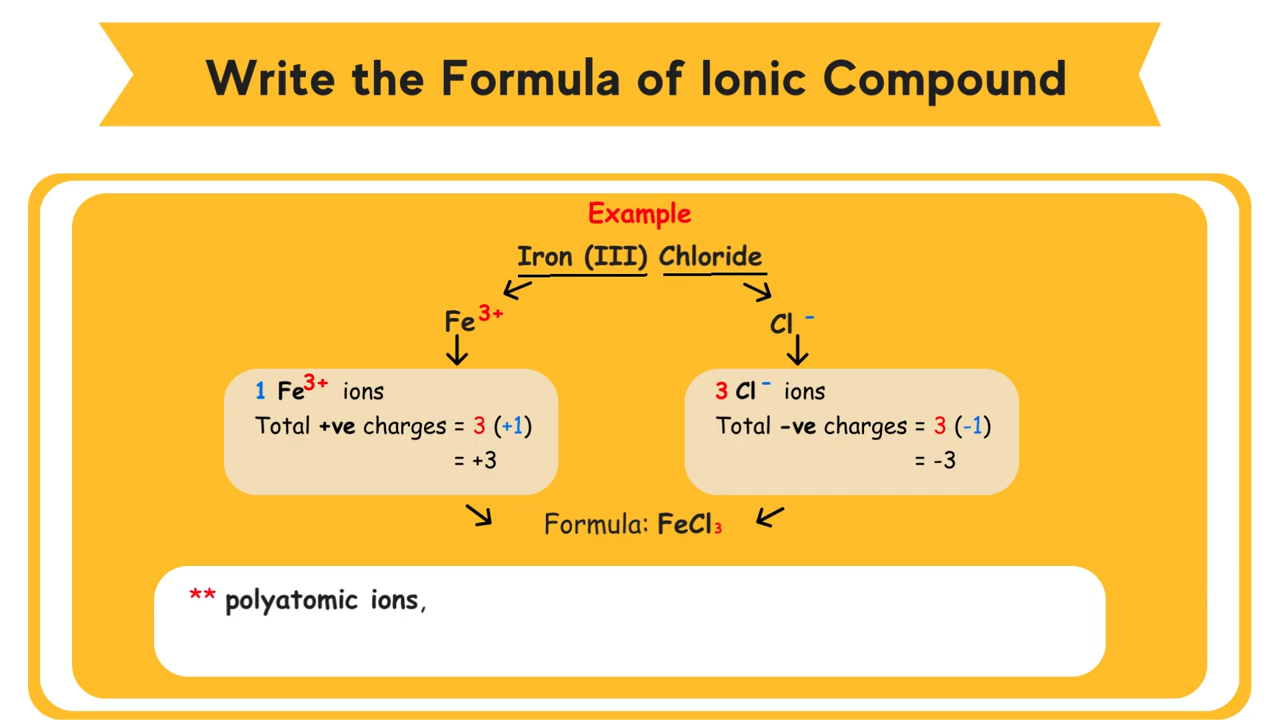 Write the Formula of Ionic Compound
Example
Iron (III) Chloride
Fe 3+
Cl -
1 Fe3+ ions
Total +ve charges = 3 (+1)
= +3
3 Cl - ions
Total -ve charges = 3 (-1)
= -3
Formula: FeCl3
** polyatomic ions,